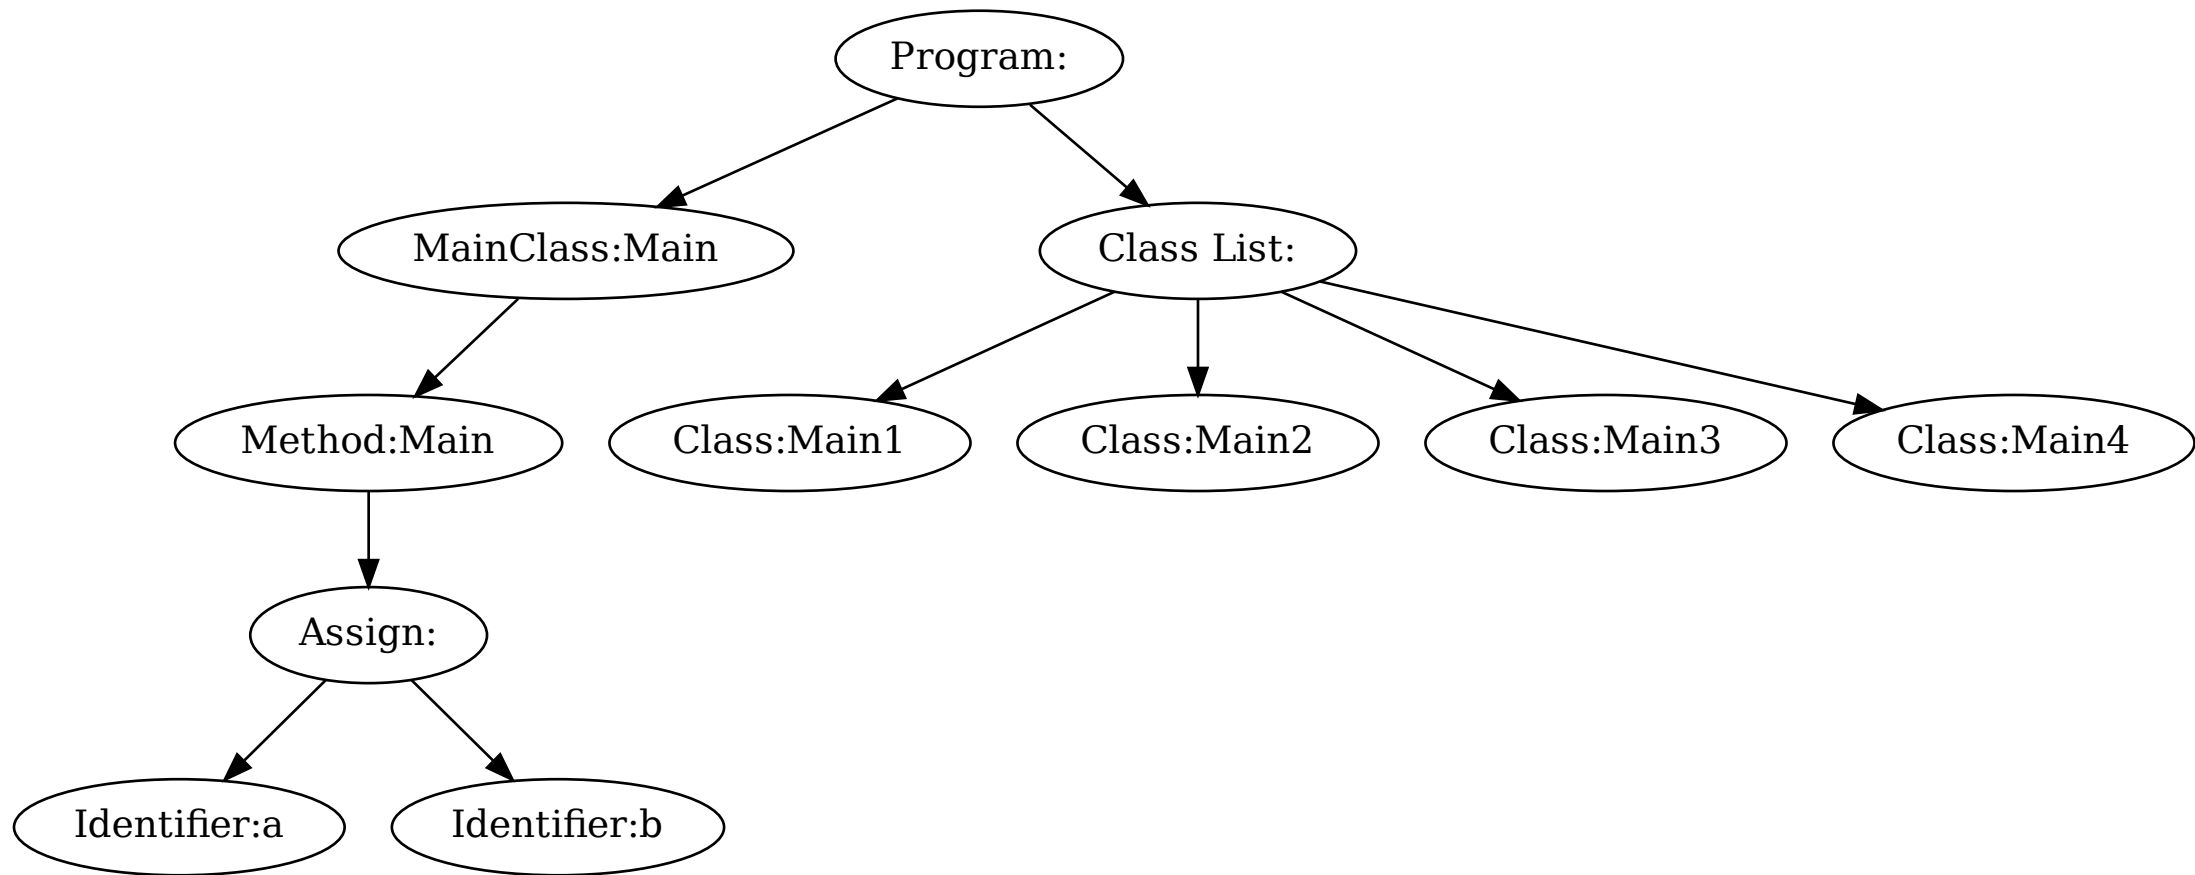 Program:
MainClass:Main
Class List:
Method:Main
Class:Main1
Class:Main2
Class:Main3
Class:Main4
Assign:
Identifier:a
Identifier:b